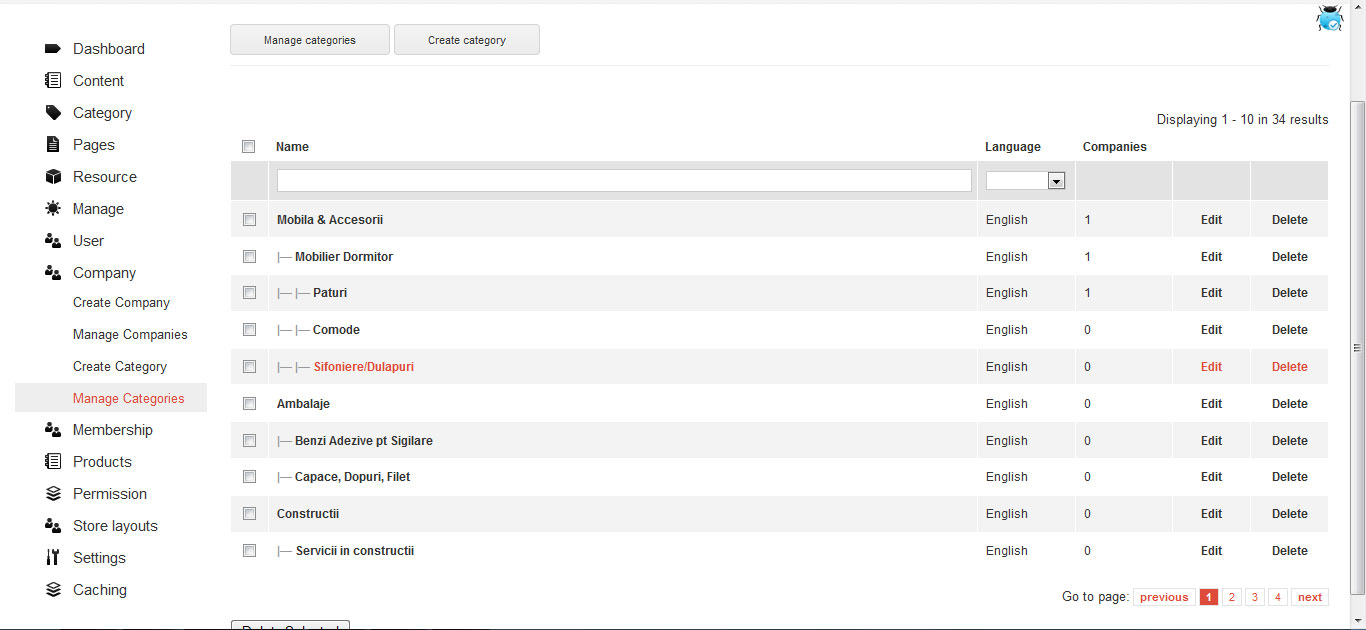 Dashboard
Content
Category
Pages
Resource
Manage
User
Company
Create Company
Manage Companies
Create Category
Manage Categories
Membership
Products
Permission
Store layouts
Settings
Caching
Manage categories Create category
Displaying 1 - 10 in 34 results
Name Language Companies
Mobila & Accesorii English 1 Edit Delete
|— Mobilier Dormitor English 1 Edit Delete
|— |— Paturi English 1 Edit Delete
|— |— Comode English 0 Edit Delete
|— |— Sifoniere/Dulapuri English 0 Edit Delete
Ambalaje English 0 Edit Delete
|— Benzi Adezive pt Sigilare English 0 Edit Delete
|— Capace, Dopuri, Filet English 0 Edit Delete
Constructii English 0 Edit Delete
|— Servicii in constructii English 0 Edit Delete
Go to page: previous 1 2 3 4 next
Delete Selected